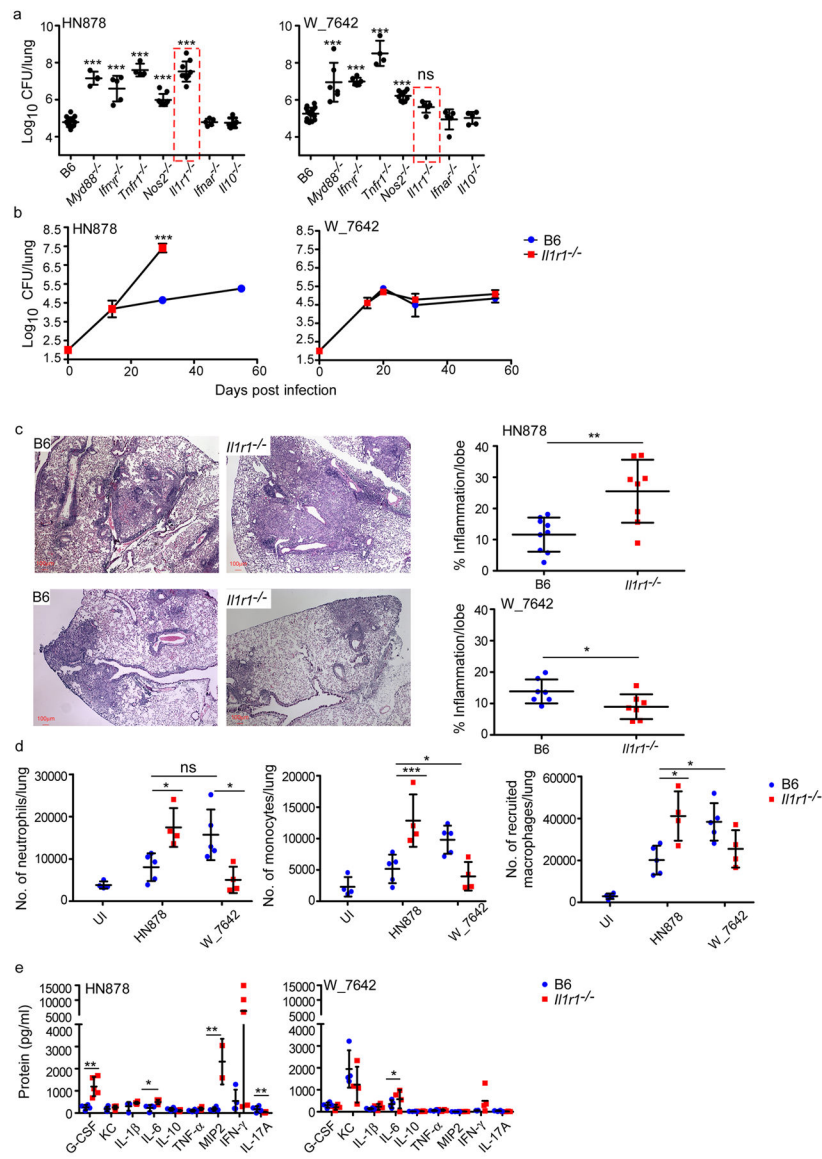 a
HN878
W_7642
Log10 CFU/lung
10
8
6
4
*** *** *** *** ***
B6 Myd88-/- Ifnγr-/- Tnfr1-/- Nos2-/- Il1r1-/- Ifnar-/- Il10-/-
10
8
6
4
*** *** *** *** ns
B6 Myd88-/- Ifnγr-/- Tnfr1-/- Nos2-/- Il1r1-/- Ifnar-/- Il10-/-
b
HN878
W_7642
B6
Il1r1-/-
Log10 CFU/lung
8.5
7.5
6.5
5.5
4.5
3.5
2.5
1.5
***
0 20 40 60
8.5
7.5
6.5
5.5
4.5
3.5
2.5
1.5
0 20 40 60
Days post infection
c
B6
Il1r1-/-
100μm
100μm
B6
Il1r1-/-
100μm
100μm
HN878
% Inflammation/lobe
40
30
20
10
0
**
B6 Il1r1-/-
W_7642
% Inflammation/lobe
40
30
20
10
0
*
B6 Il1r1-/-
d
No. of neutrophils/lung
30000
20000
10000
0
ns
* *
UI HN878 W_7642
No. of monocytes/lung
20000
15000
10000
5000
0
*
***
UI HN878 W_7642
No. of recruited
macrophages/lung
60000
40000
20000
0
*
*
UI HN878 W_7642
B6
Il1r1-/-
e
HN878
W_7642
B6
Il1r1-/-
Protein (pg/ml)
15000
10000
5000
4000
3000
2000
1000
0
** * ** **
G-CSF KC IL-1β IL-6 IL-10 TNF-α MIP2 IFN-γ IL-17A
15000
10000
5000
4000
3000
2000
1000
0
*
G-CSF KC IL-1β IL-6 IL-10 TNF-α MIP2 IFN-γ IL-17A